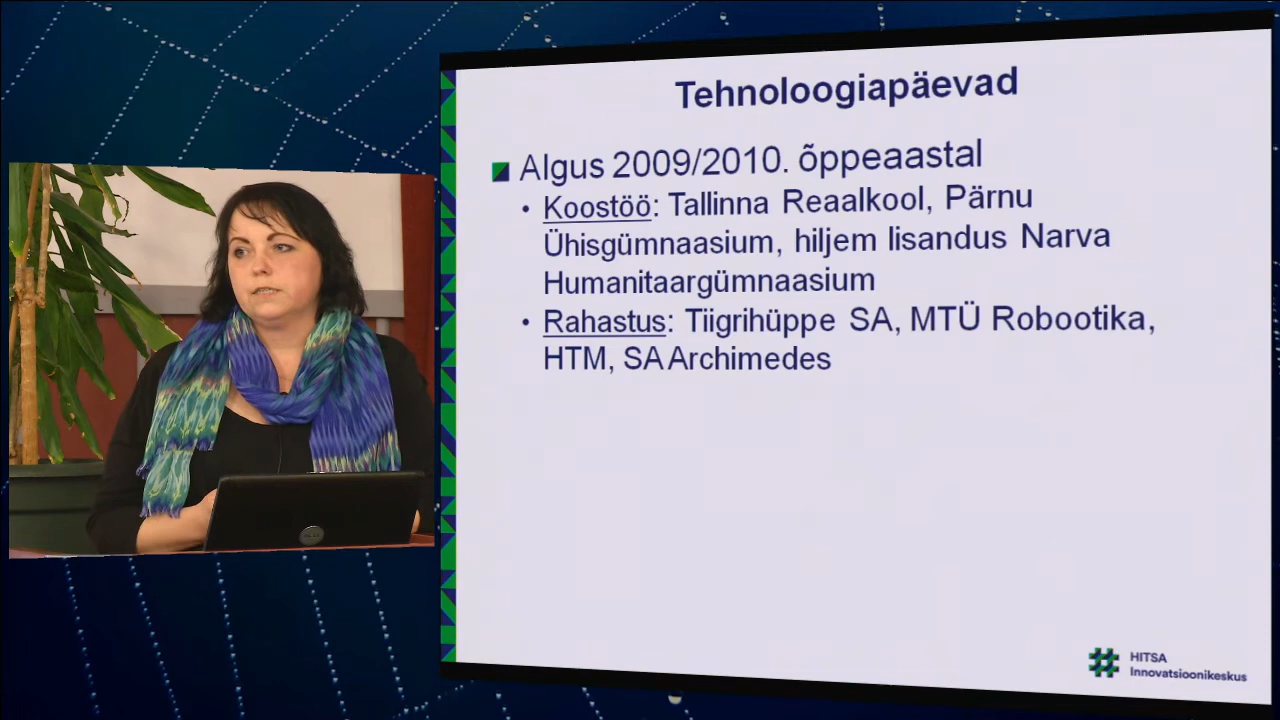 Tehnoloogiapäevad
Algus 2009/2010. õppeaastal
• Koostöö: Tallinna Reaalkool, Pärnu
Ühisgümnaasium, hiljem lisandus Narva
Humanitaargümnaasium
• Rahastus: Tiigrihüppe SA, MTÜ Robootika,
HTM, SA Archimedes
HITSA
Innovatsioonikeskus
DELL